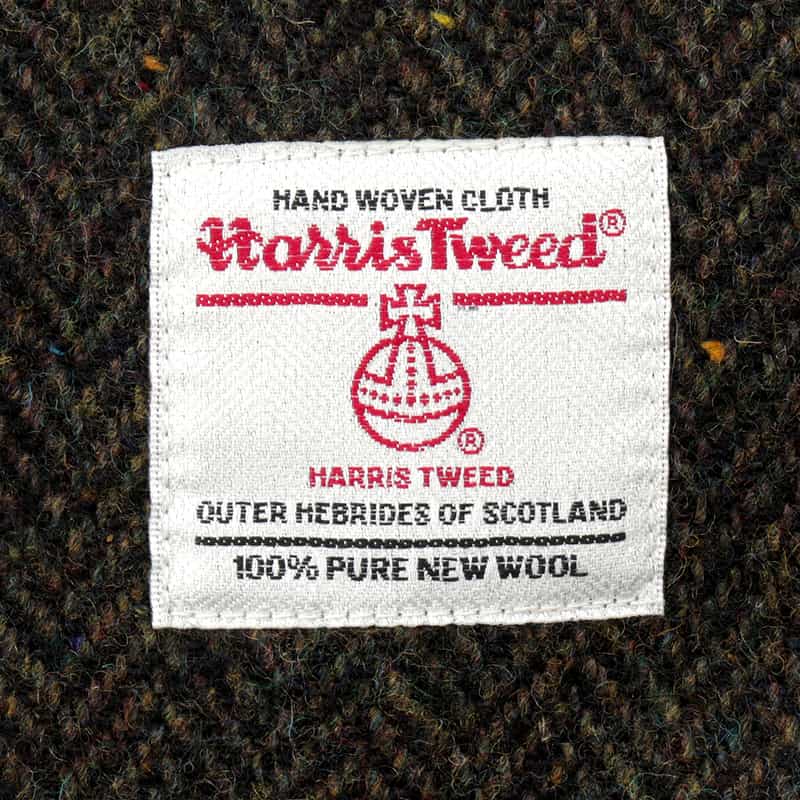 HAND WOVEN CLOTH
Harris Tweed®
®
HARRIS TWEED
OUTER HEBRIDES OF SCOTLAND
100% PURE NEW WOOL